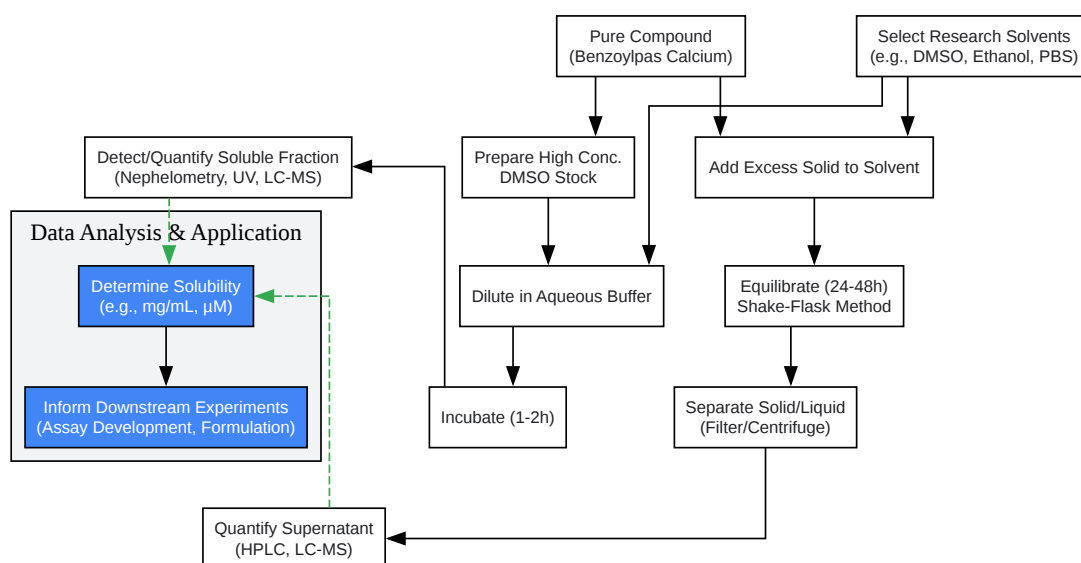 Pure Compound
(Benzoylpas Calcium)
Select Research Solvents
(e.g., DMSO, Ethanol, PBS)
Detect/Quantify Soluble Fraction
(Nephelometry, UV, LC-MS)
Prepare High Conc.
DMSO Stock
Add Excess Solid to Solvent
Data Analysis & Application
Determine Solubility
(e.g., mg/mL, µM)
Dilute in Aqueous Buffer
Equilibrate (24-48h)
Shake-Flask Method
Inform Downstream Experiments
(Assay Development, Formulation)
Incubate (1-2h)
Separate Solid/Liquid
(Filter/Centrifuge)
Quantify Supernatant
(HPLC, LC-MS)